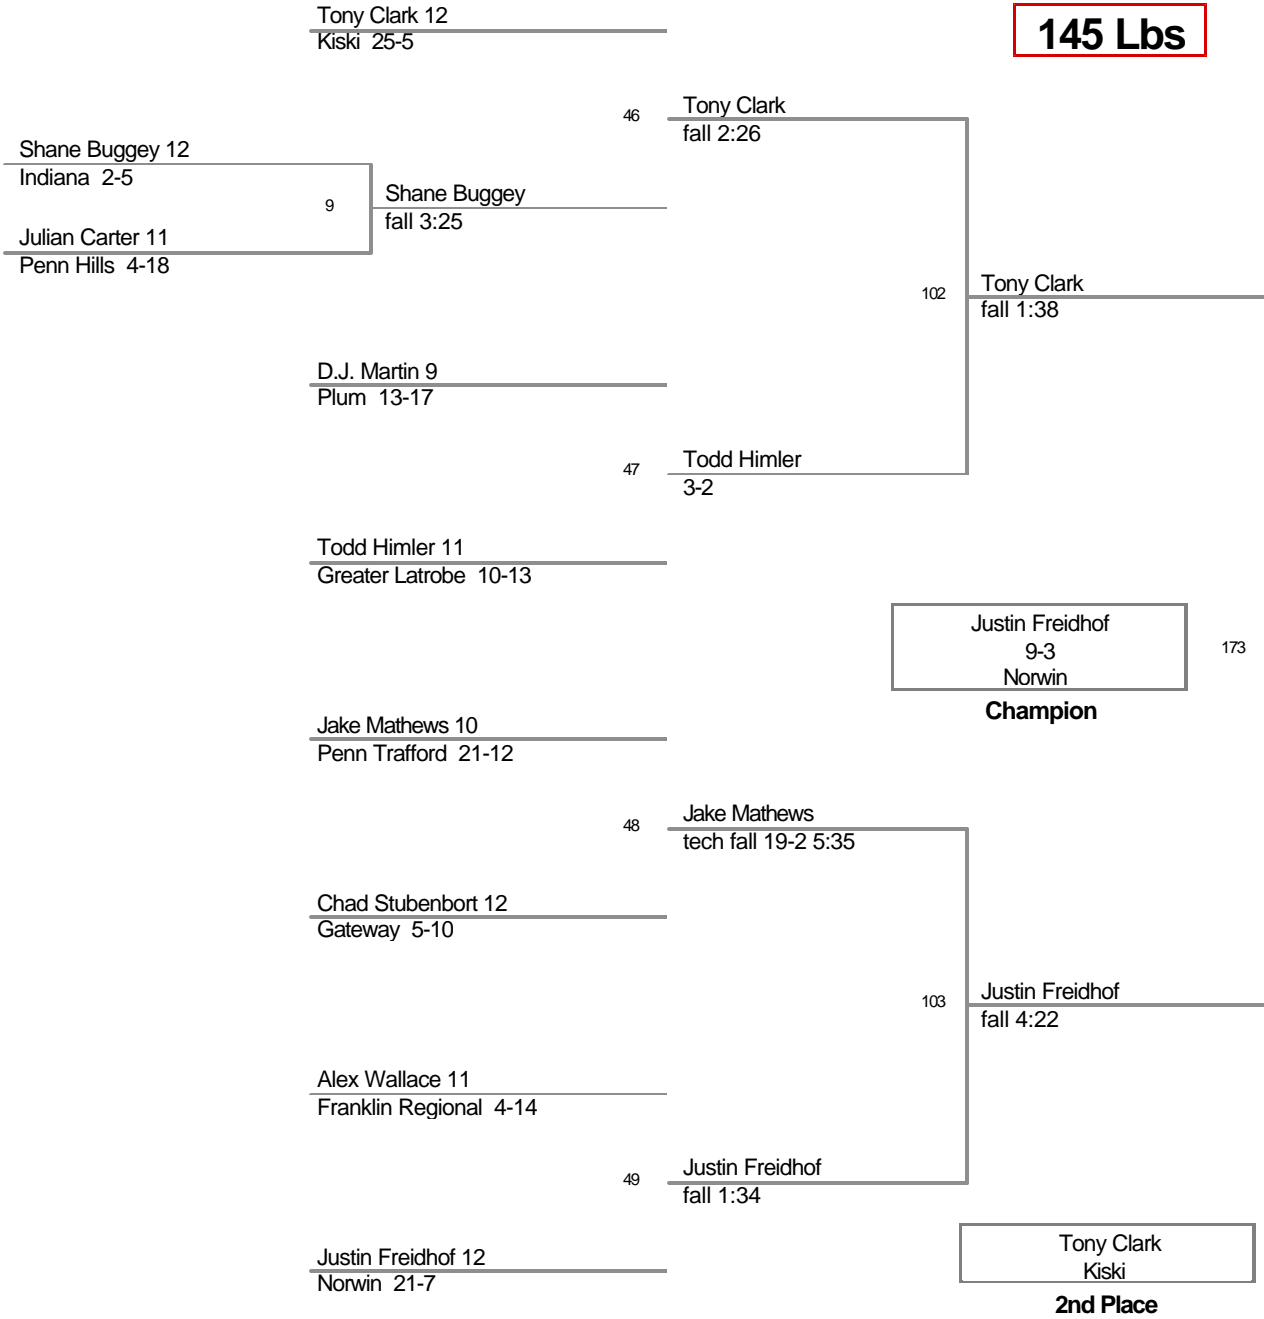 Tony Clark 12
Kiski 25-5
145 Lbs
46
Tony Clark
fall 2:26
Shane Buggey 12
Indiana 2-5
9
Shane Buggey
fall 3:25
Julian Carter 11
Penn Hills 4-18
102
Tony Clark
fall 1:38
D.J. Martin 9
Plum 13-17
47
Todd Himler
3-2
Todd Himler 11
Greater Latrobe 10-13
Justin Freidhof
9-3
Norwin
173
Champion
Jake Mathews 10
Penn Trafford 21-12
48
Jake Mathews
tech fall 19-2 5:35
Chad Stubenbort 12
Gateway 5-10
103
Justin Freidhof
fall 4:22
Alex Wallace 11
Franklin Regional 4-14
49
Justin Freidhof
fall 1:34
Justin Freidhof 12
Norwin 21-7
Tony Clark
Kiski
2nd Place